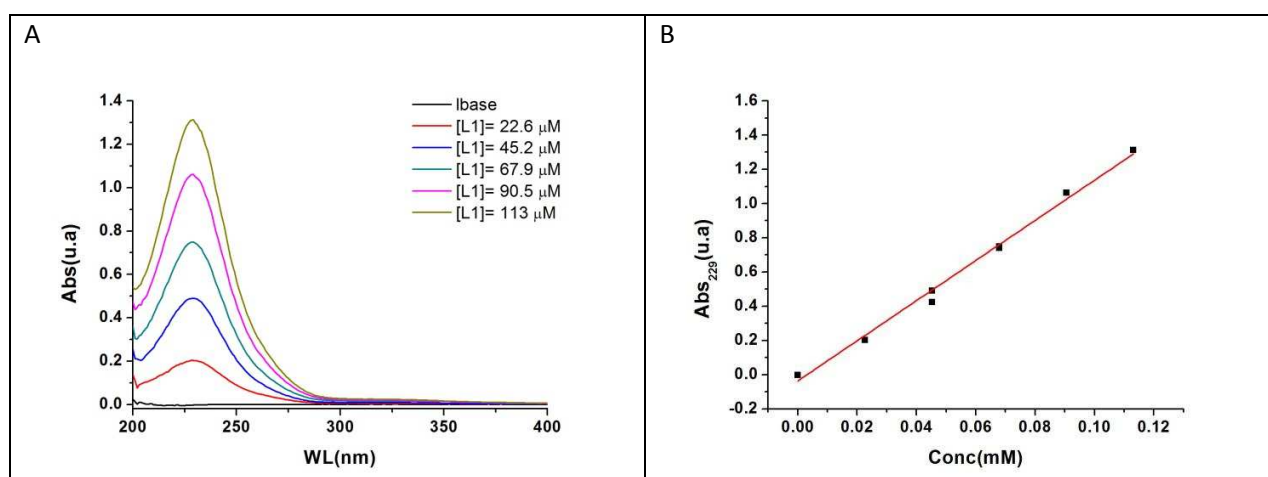 A
1.4
1.2
1.0
0.8
0.6
0.4
0.2
0.0
Abs(u.a)
200 250 300 350 400
WL(nm)
lbase
[L1]= 22.6 μM
[L1]= 45.2 μM
[L1]= 67.9 μM
[L1]= 90.5 μM
[L1]= 113 μM
B
1.6
1.4
1.2
1.0
0.8
0.6
0.4
0.2
0.0
-0.2
Abs229(u.a)
0.00 0.02 0.04 0.06 0.08 0.10 0.12
Conc(mM)